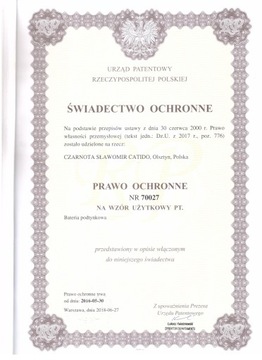 URZĄD PATENTOWY
RZECZYPOSPOLITEJ POLSKIEJ
ŚWIADECTWO OCHRONNE
Na podstawie przepisów ustawy z dnia 30 czerwca 2000 r. Prawo
własności przemysłowej (tekst jedn.: Dz.U. z 2017 r., poz. 776)
zostało udzielone na rzecz:
CZARNOTA SŁAWOMIR CATIDO, Olsztyn, Polska
PRAWO OCHRONNE
NR 70027
NA WZÓR UŻYTKOWY PT.
Bateria podtynkowa
przedstawiony w opisie włączonym
do niniejszego świadectwa
Prawo ochronne trwa
od dnia: 2016-05-30
Warszawa, dnia 2018-06-27
Z upoważnienia Prezesa
Urzędu Patentowego